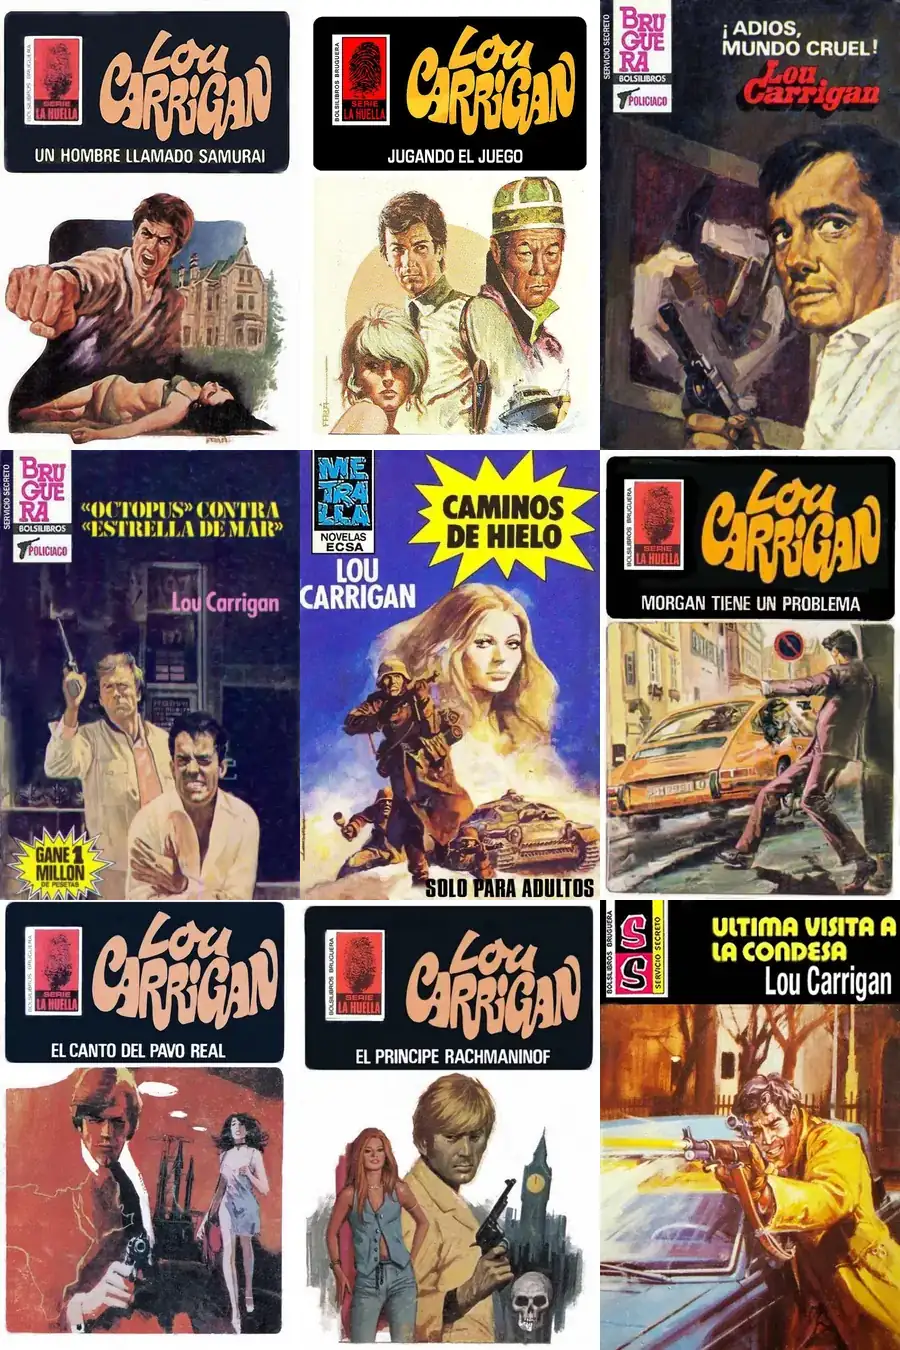 BOLSILIBROS BRUGUERA
SERIE
LA HUELLA
Lou
CARRIGAN
UN HOMBRE LLAMADO SAMURAI
BOLSILIBROS BRUGUERA
SERIE
LA HUELLA
Lou
CARRIGAN
JUGANDO EL JUEGO
SERVICIO SECRETO
BRU
GUE
RA
BOLSILIBROS
POLICIACO
¡ADIOS,
MUNDO CRUEL!
Lou
Carrigan
SERVICIO SECRETO
BRU
GUE
RA
BOLSILIBROS
POLICIACO
«OCTOPUS» CONTRA
«ESTRELLA DE MAR»
Lou Carrigan
GANE 1
MILLON
DE PESETAS
ME
TRA
LLA
NOVELAS
ECSA
CAMINOS
DE HIELO
LOU
CARRIGAN
SOLO PARA ADULTOS
BOLSILIBROS BRUGUERA
SERIE
LA HUELLA
Lou
CARRIGAN
MORGAN TIENE UN PROBLEMA
BOLSILIBROS BRUGUERA
SERIE
LA HUELLA
Lou
CARRIGAN
EL CANTO DEL PAVO REAL
BOLSILIBROS BRUGUERA
SERIE
LA HUELLA
Lou
CARRIGAN
EL PRINCIPE RACHMANINOF
BOLSILIBROS BRUGUERA
S
S
SERVICIO SECRETO
ULTIMA VISITA A
LA CONDESA
Lou Carrigan